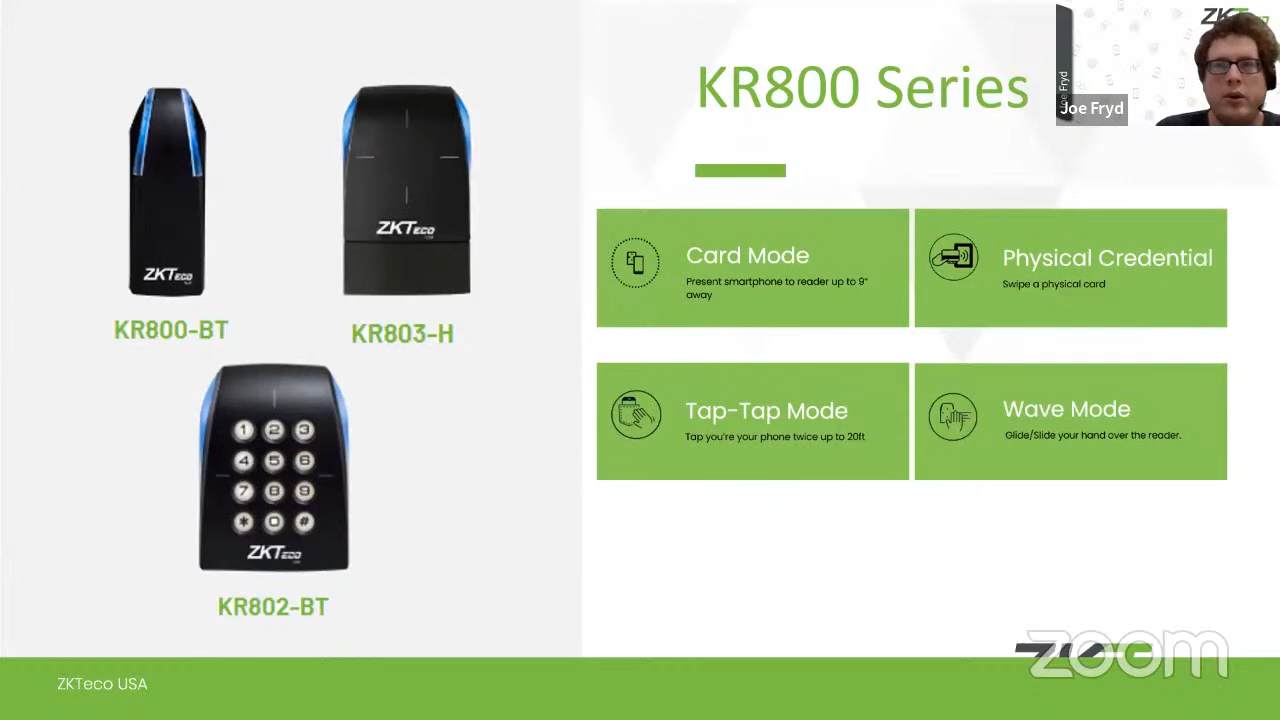 KR800 Series
Joe Fryd
Joe Fryd
ZKTeco
KR800-BT
ZKTeco
KR803-H
1 2 3
4 5 6
7 8 9
* 0 #
ZKTeco
KR802-BT
Card Mode
Present smartphone to reader up to 9"
away
Physical Credential
Swipe a physical card
Tap-Tap Mode
Tap you're your phone twice up to 20ft
Wave Mode
Glide/Slide your hand over the reader.
zoom
ZKTeco USA